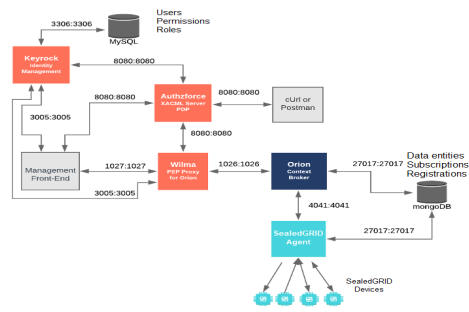 3306:3306
Users
Permissions
Roles
MySQL
Keyrock
Identity
Management
8080:8080
8080:8080
Authzforce
XACML Server
PDP
8080:8080
cUrl or
Postman
3005:3005
8080:8080
Management
Front-End
1027:1027
Wilma
PEP Proxy
for Orion
1026:1026
Orion
Context
Broker
27017:27017
Data entities
Subscriptions
Registrations
mongoDB
3005:3005
4041:4041
SealedGRID
Agent
27017:27017
SealedGRID
Devices